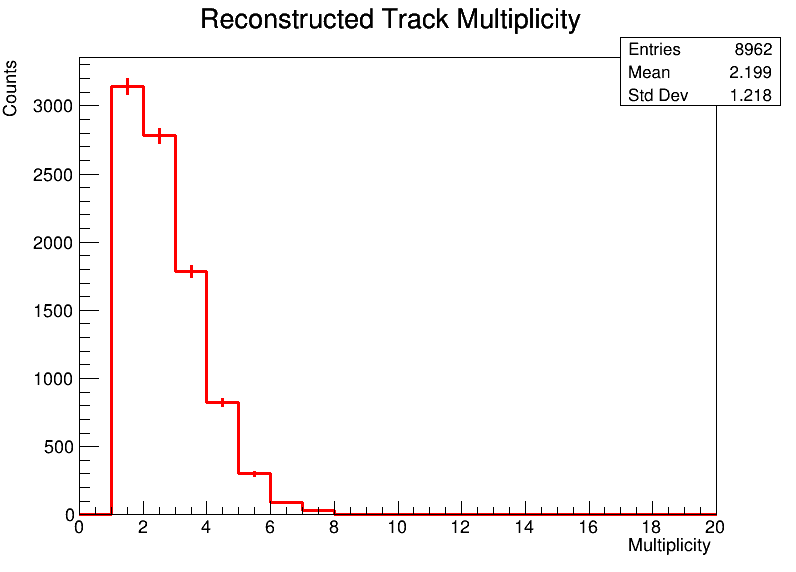 Reconstructed Track Multiplicity
Entries 8962
Mean 2.199
Std Dev 1.218
Counts
3000
2500
2000
1500
1000
500
0
0 2 4 6 8 10 12 14 16 18 20
Multiplicity